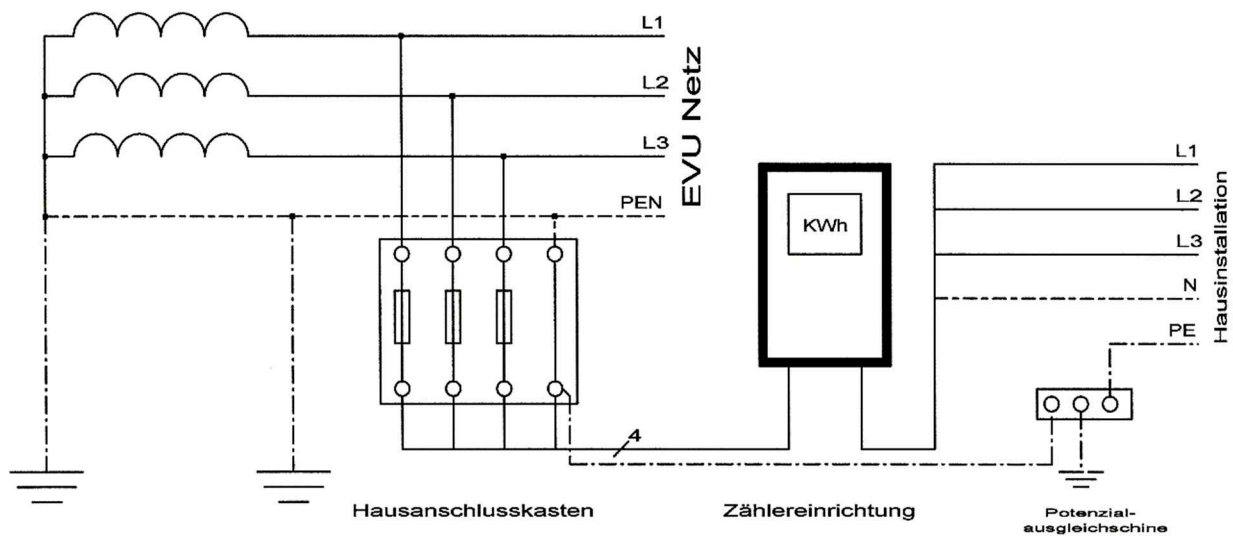 L1
L2
L3
PEN
EVU Netz
KWh
L1
L2
L3
N
PE
Hausinstallation
4
Hausanschlusskasten
Zählereinrichtung
Potenzial-
ausgleichschine